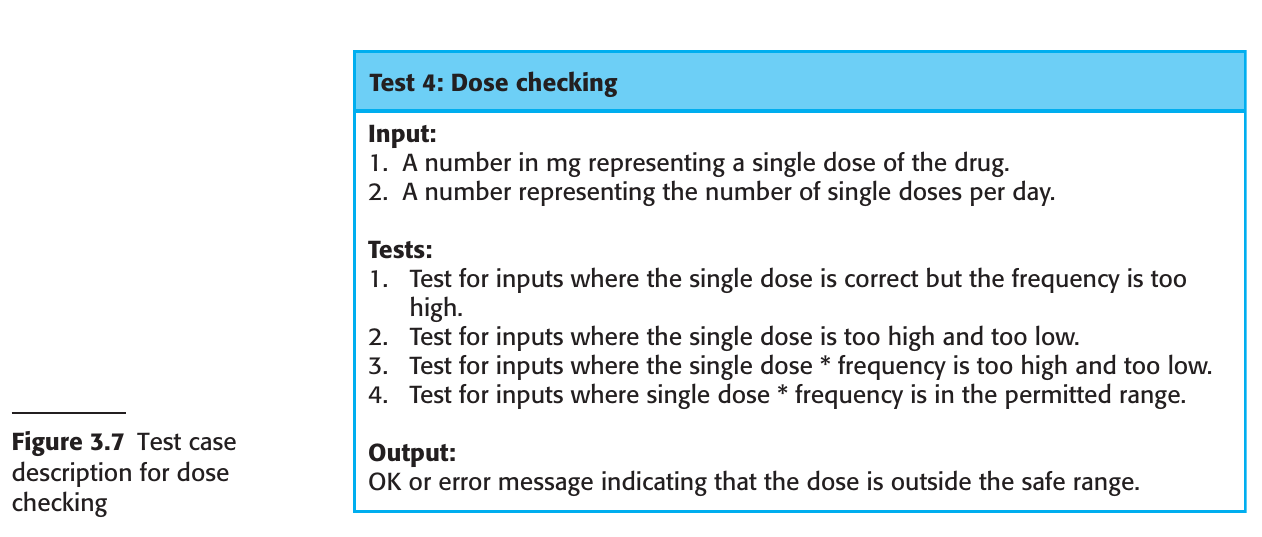 Test 4: Dose checking
Input:
1. A number in mg representing a single dose of the drug.
2. A number representing the number of single doses per day.
Tests:
1. Test for inputs where the single dose is correct but the frequency is too
high.
2. Test for inputs where the single dose is too high and too low.
3. Test for inputs where the single dose * frequency is too high and too low.
4. Test for inputs where single dose * frequency is in the permitted range.
Output:
OK or error message indicating that the dose is outside the safe range.
Figure 3.7 Test case
description for dose
checking